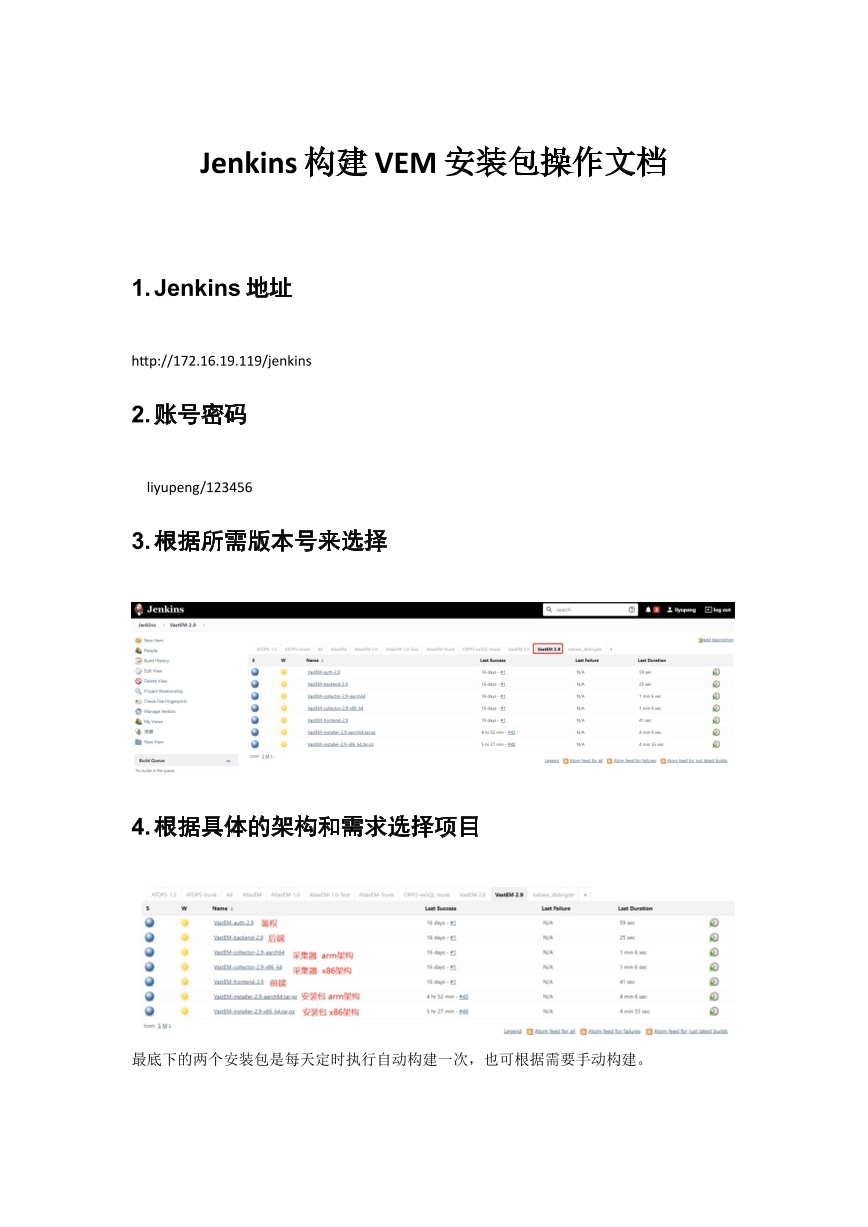 Jenkins 构建 VEM 安装包操作文档
1. Jenkins 地址
http://172.16.19.119/jenkins
2. 账号密码
liyupeng/123456
3. 根据所需版本号来选择
Jenkins search liyupeng log out
Jenkins VastEM 2.9
New Item add description
People ATOPS-1.5 ATOPS-trunk All AtlasEM AtlasEM-1.0 AtlasEM-1.0-Test AtlasEM-Trunk OPPO-exSQL-trunk VastEM 2.8 VastEM 2.9 +
Build History S W Name ↓ Last Success Last Failure Last Duration
Edit View VastEM-auth-2.9 16 days - #1 N/A 59 sec
Delete View VastEM-backend-2.9 16 days - #1 N/A 25 sec
Project Relationship VastEM-collector-2.9-aarch64 16 days - #1 N/A 1 min 6 sec
Check File Fingerprint VastEM-collector-2.9-x86_64 16 days - #1 N/A 1 min 6 sec
Manage Jenkins
My Views VastEM-frontend-2.9 16 days - #1 N/A 41 sec
VastEM-installer-2.9-aarch64.tar.gz 4 hr 52 min - #43 N/A 4 min 6 sec
New View VastEM-installer-2.9-x86_64.tar.gz 5 hr 27 min - #48 N/A 4 min 55 sec
Icon: S M L
Build Queue Legend Atom feed for all Atom feed for failures Atom feed for just latest builds
No builds in the queue.
4. 根据具体的架构和需求选择项目
ATOPS-1.5 ATOPS-trunk All AtlasEM AtlasEM-1.0 AtlasEM-1.0-Test AtlasEM-Trunk OPPO-exSQL-trunk VastEM 2.8 VastEM 2.9 +
S W Name ↓ Last Success Last Failure Last Duration
VastEM-auth-2.9 鉴权 16 days - #1 N/A 59 sec
VastEM-backend-2.9 后端 16 days - #1 N/A 25 sec
VastEM-collector-2.9-aarch64 采集器 arm架构 16 days - #1 N/A 1 min 6 sec
VastEM-collector-2.9-x86_64 采集器 x86架构 16 days - #1 N/A 1 min 6 sec
VastEM-frontend-2.9 前端 16 days - #1 N/A 41 sec
VastEM-installer-2.9-aarch64.tar.gz 安装包 arm架构 4 hr 52 min - #43 N/A 4 min 6 sec
VastEM-installer-2.9-x86_64.tar.gz 安装包 x86架构 5 hr 27 min - #48 N/A 4 min 55 sec
Icon: S M L
Legend Atom feed for all Atom feed for failures Atom feed for just latest builds
最底下的两个安装包是每天定时执行自动构建一次，也可根据需要手动构建。